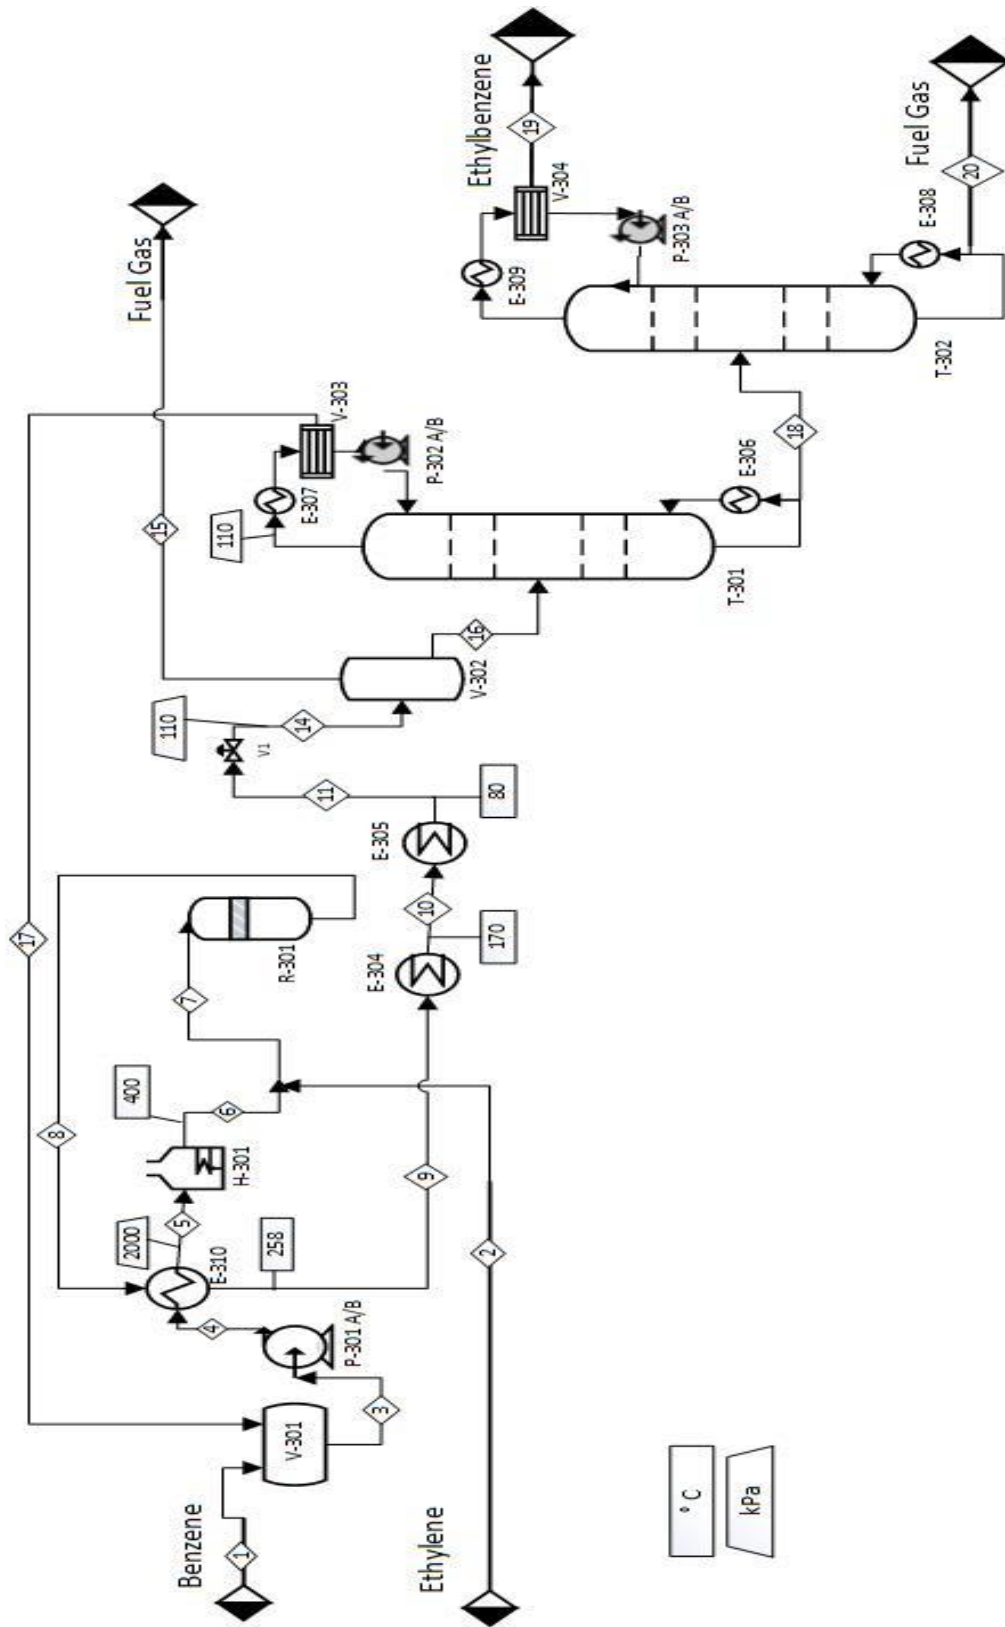 Benzene
1
V-301
3
P-301 A/B
4
E-310
2000
5
258
8
17
H-301
400
6
7
R-301
9
Ethylene
2
E-304
170
10
E-305
80
11
V1
110
14
V-302
15
Fuel Gas
16
T-301
110
E-307
V-303
P-302 A/B
E-306
18
T-302
E-309
V-304
P-303 A/B
19
Ethylbenzene
E-308
20
Fuel Gas
° C
kPa